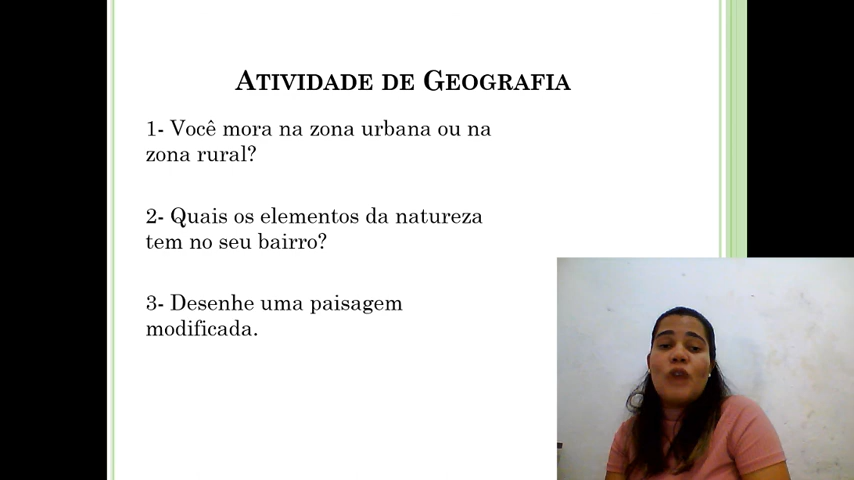 ATIVIDADE DE GEOGRAFIA
1- Você mora na zona urbana ou na
zona rural?
2- Quais os elementos da natureza
tem no seu bairro?
3- Desenhe uma paisagem
modificada.